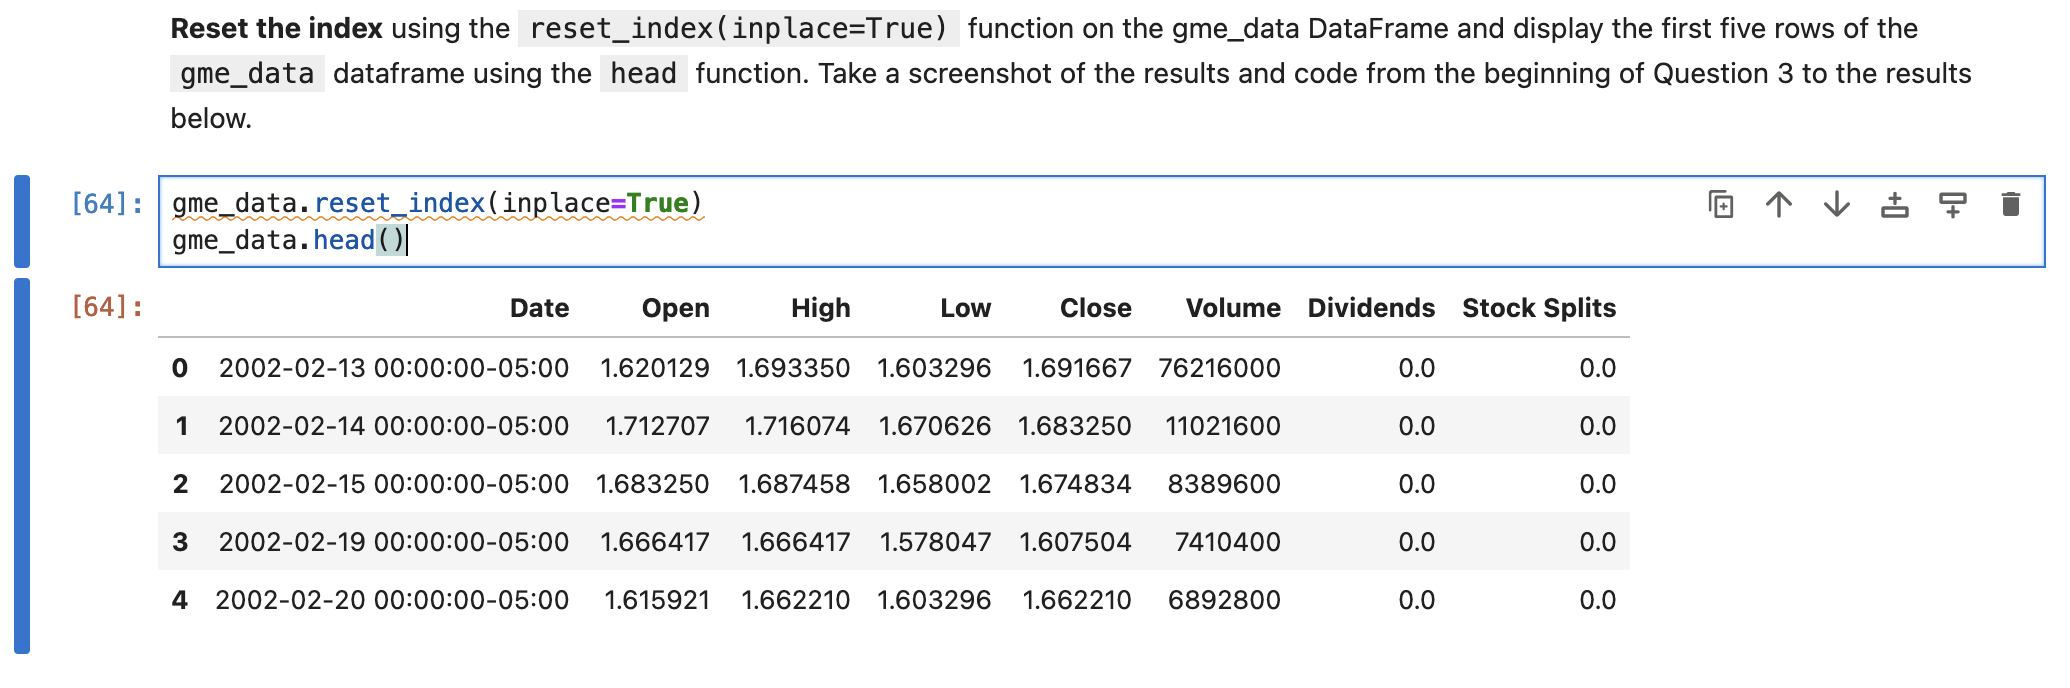 Reset the index using the reset_index(inplace=True) function on the gme_data DataFrame and display the first five rows of the
gme_data dataframe using the head function. Take a screenshot of the results and code from the beginning of Question 3 to the results
below.
[64]: gme_data.reset_index(inplace=True)
gme_data.head()
[64]: Date Open High Low Close Volume Dividends Stock Splits
0 2002-02-13 00:00:00-05:00 1.620129 1.693350 1.603296 1.691667 76216000 0.0 0.0
1 2002-02-14 00:00:00-05:00 1.712707 1.716074 1.670626 1.683250 11021600 0.0 0.0
2 2002-02-15 00:00:00-05:00 1.683250 1.687458 1.658002 1.674834 8389600 0.0 0.0
3 2002-02-19 00:00:00-05:00 1.666417 1.666417 1.578047 1.607504 7410400 0.0 0.0
4 2002-02-20 00:00:00-05:00 1.615921 1.662210 1.603296 1.662210 6892800 0.0 0.0